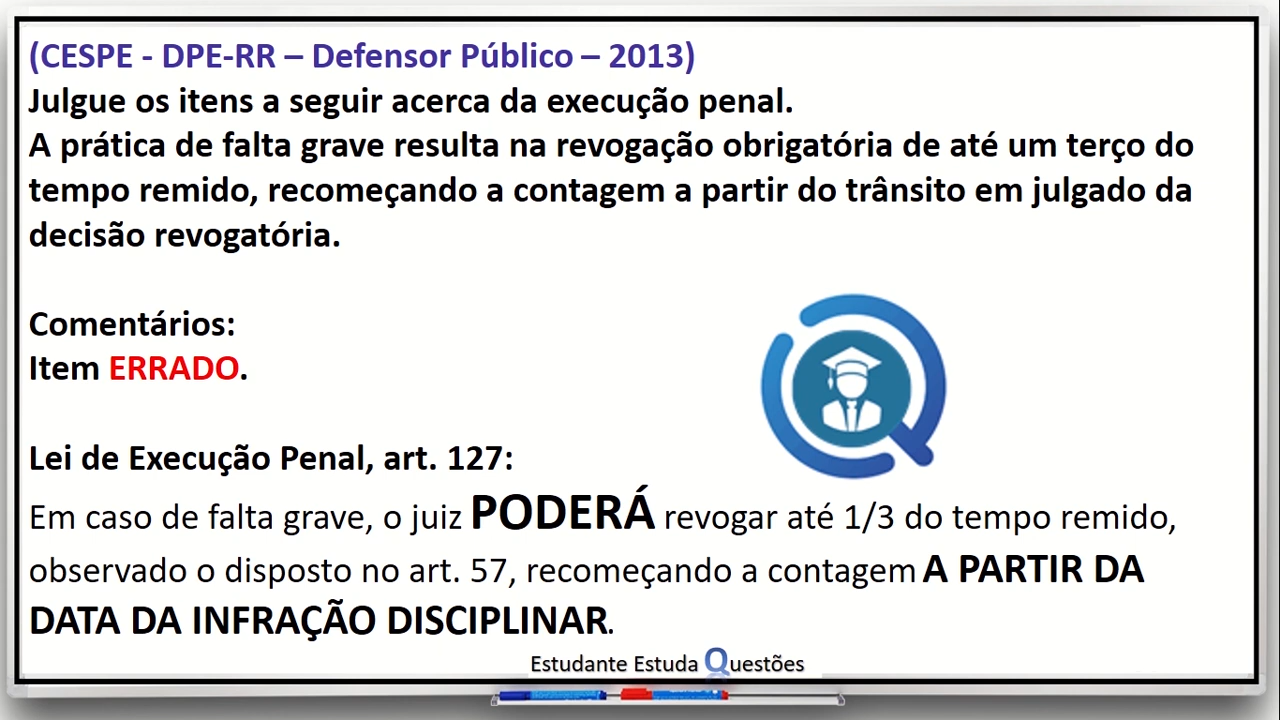 (CESPE - DPE-RR – Defensor Público – 2013)
Julgue os itens a seguir acerca da execução penal.
A prática de falta grave resulta na revogação obrigatória de até um terço do
tempo remido, recomeçando a contagem a partir do trânsito em julgado da
decisão revogatória.
Comentários:
Item ERRADO.
Lei de Execução Penal, art. 127:
Em caso de falta grave, o juiz PODERÁ revogar até 1/3 do tempo remido,
observado o disposto no art. 57, recomeçando a contagem A PARTIR DA
DATA DA INFRAÇÃO DISCIPLINAR.
Estudante Estuda Questões